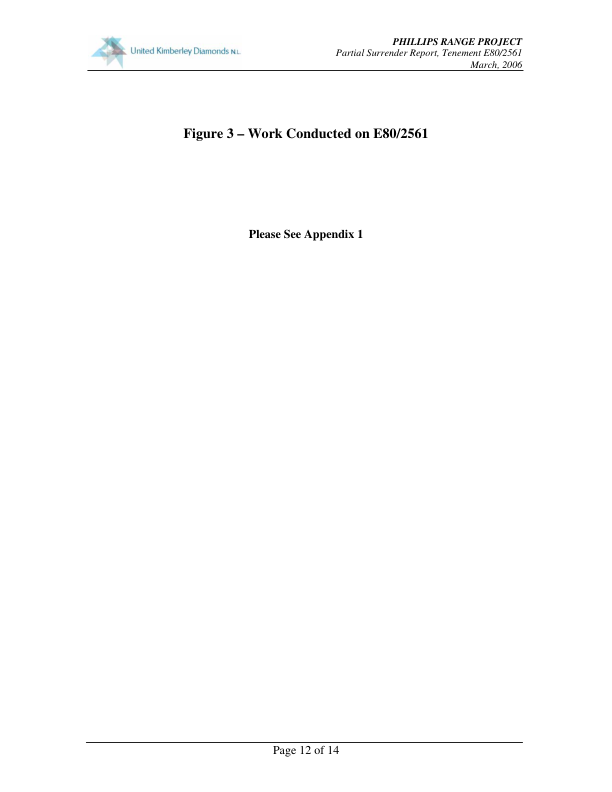 United Kimberley Diamonds N.L.
PHILLIPS RANGE PROJECT
Partial Surrender Report, Tenement E80/2561
March, 2006
Figure 3 – Work Conducted on E80/2561
Please See Appendix 1
Page 12 of 14